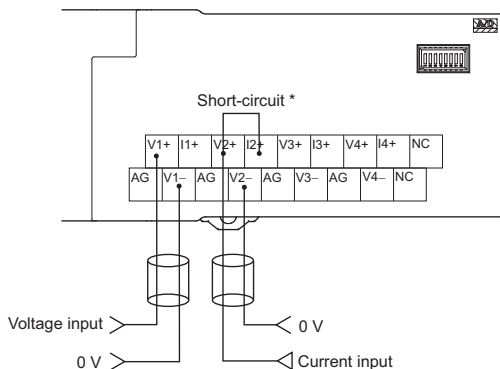 A/D
Short-circuit *
V1+ I1+ V2+ I2+ V3+ I3+ V4+ I4+ NC
AG V1– AG V2– AG V3– AG V4– NC
Voltage input
0 V
0 V
Current input